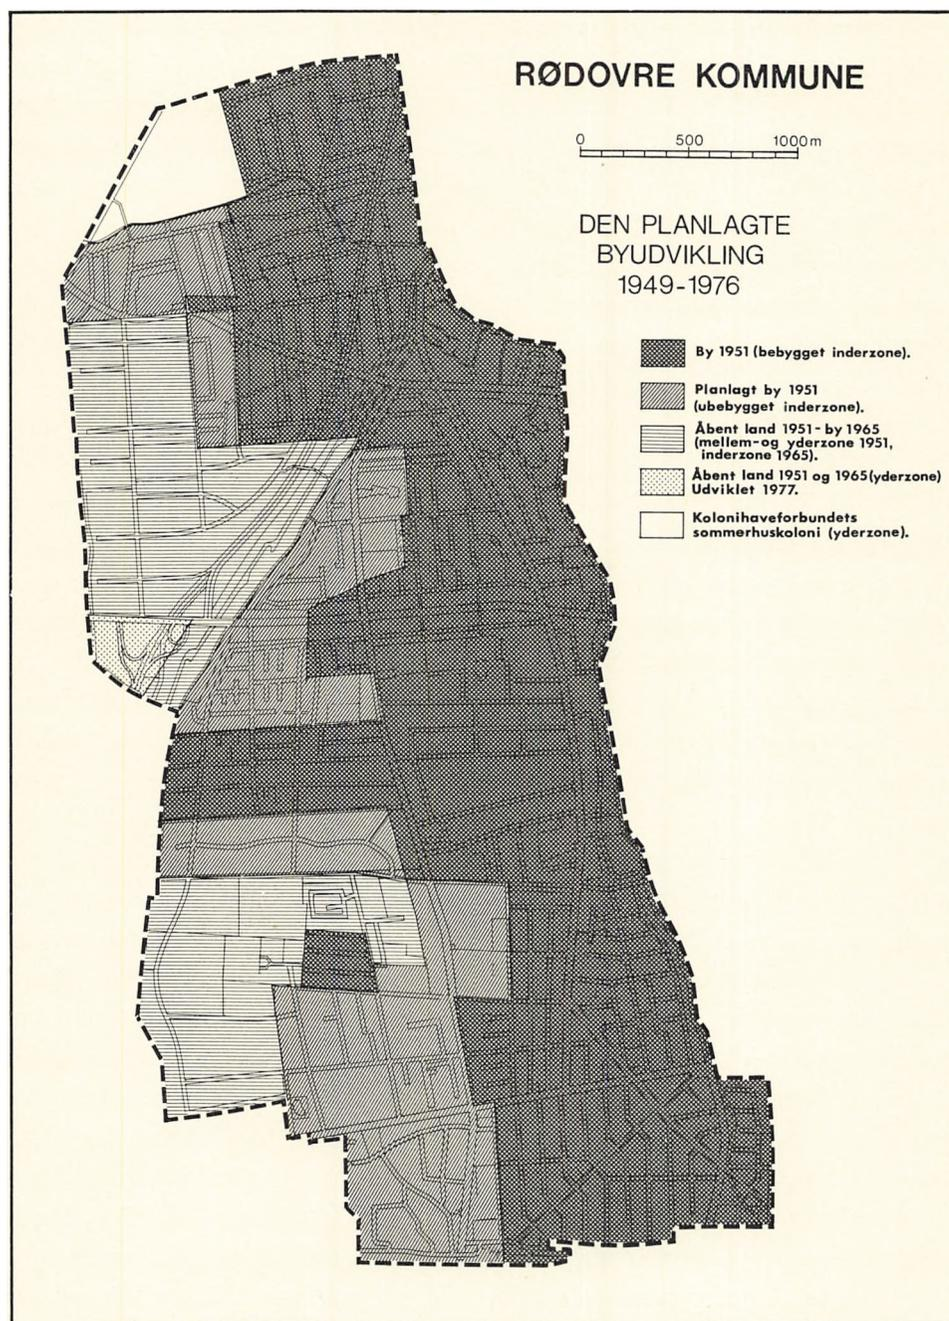 RØDOVRE KOMMUNE
0 500 1000m
DEN PLANLAGTE
BYUDVIKLING
1949-1976
By 1951 (bebygget inderzone).
Planlagt by 1951
(ubebygget inderzone).
Åbent land 1951- by 1965
(mellem-og yderzone 1951,
inderzone 1965).
Åbent land 1951 og 1965(yderzone)
Udviklet 1977.
Kolonihaveforbundets
sommerhuskoloni (yderzone).